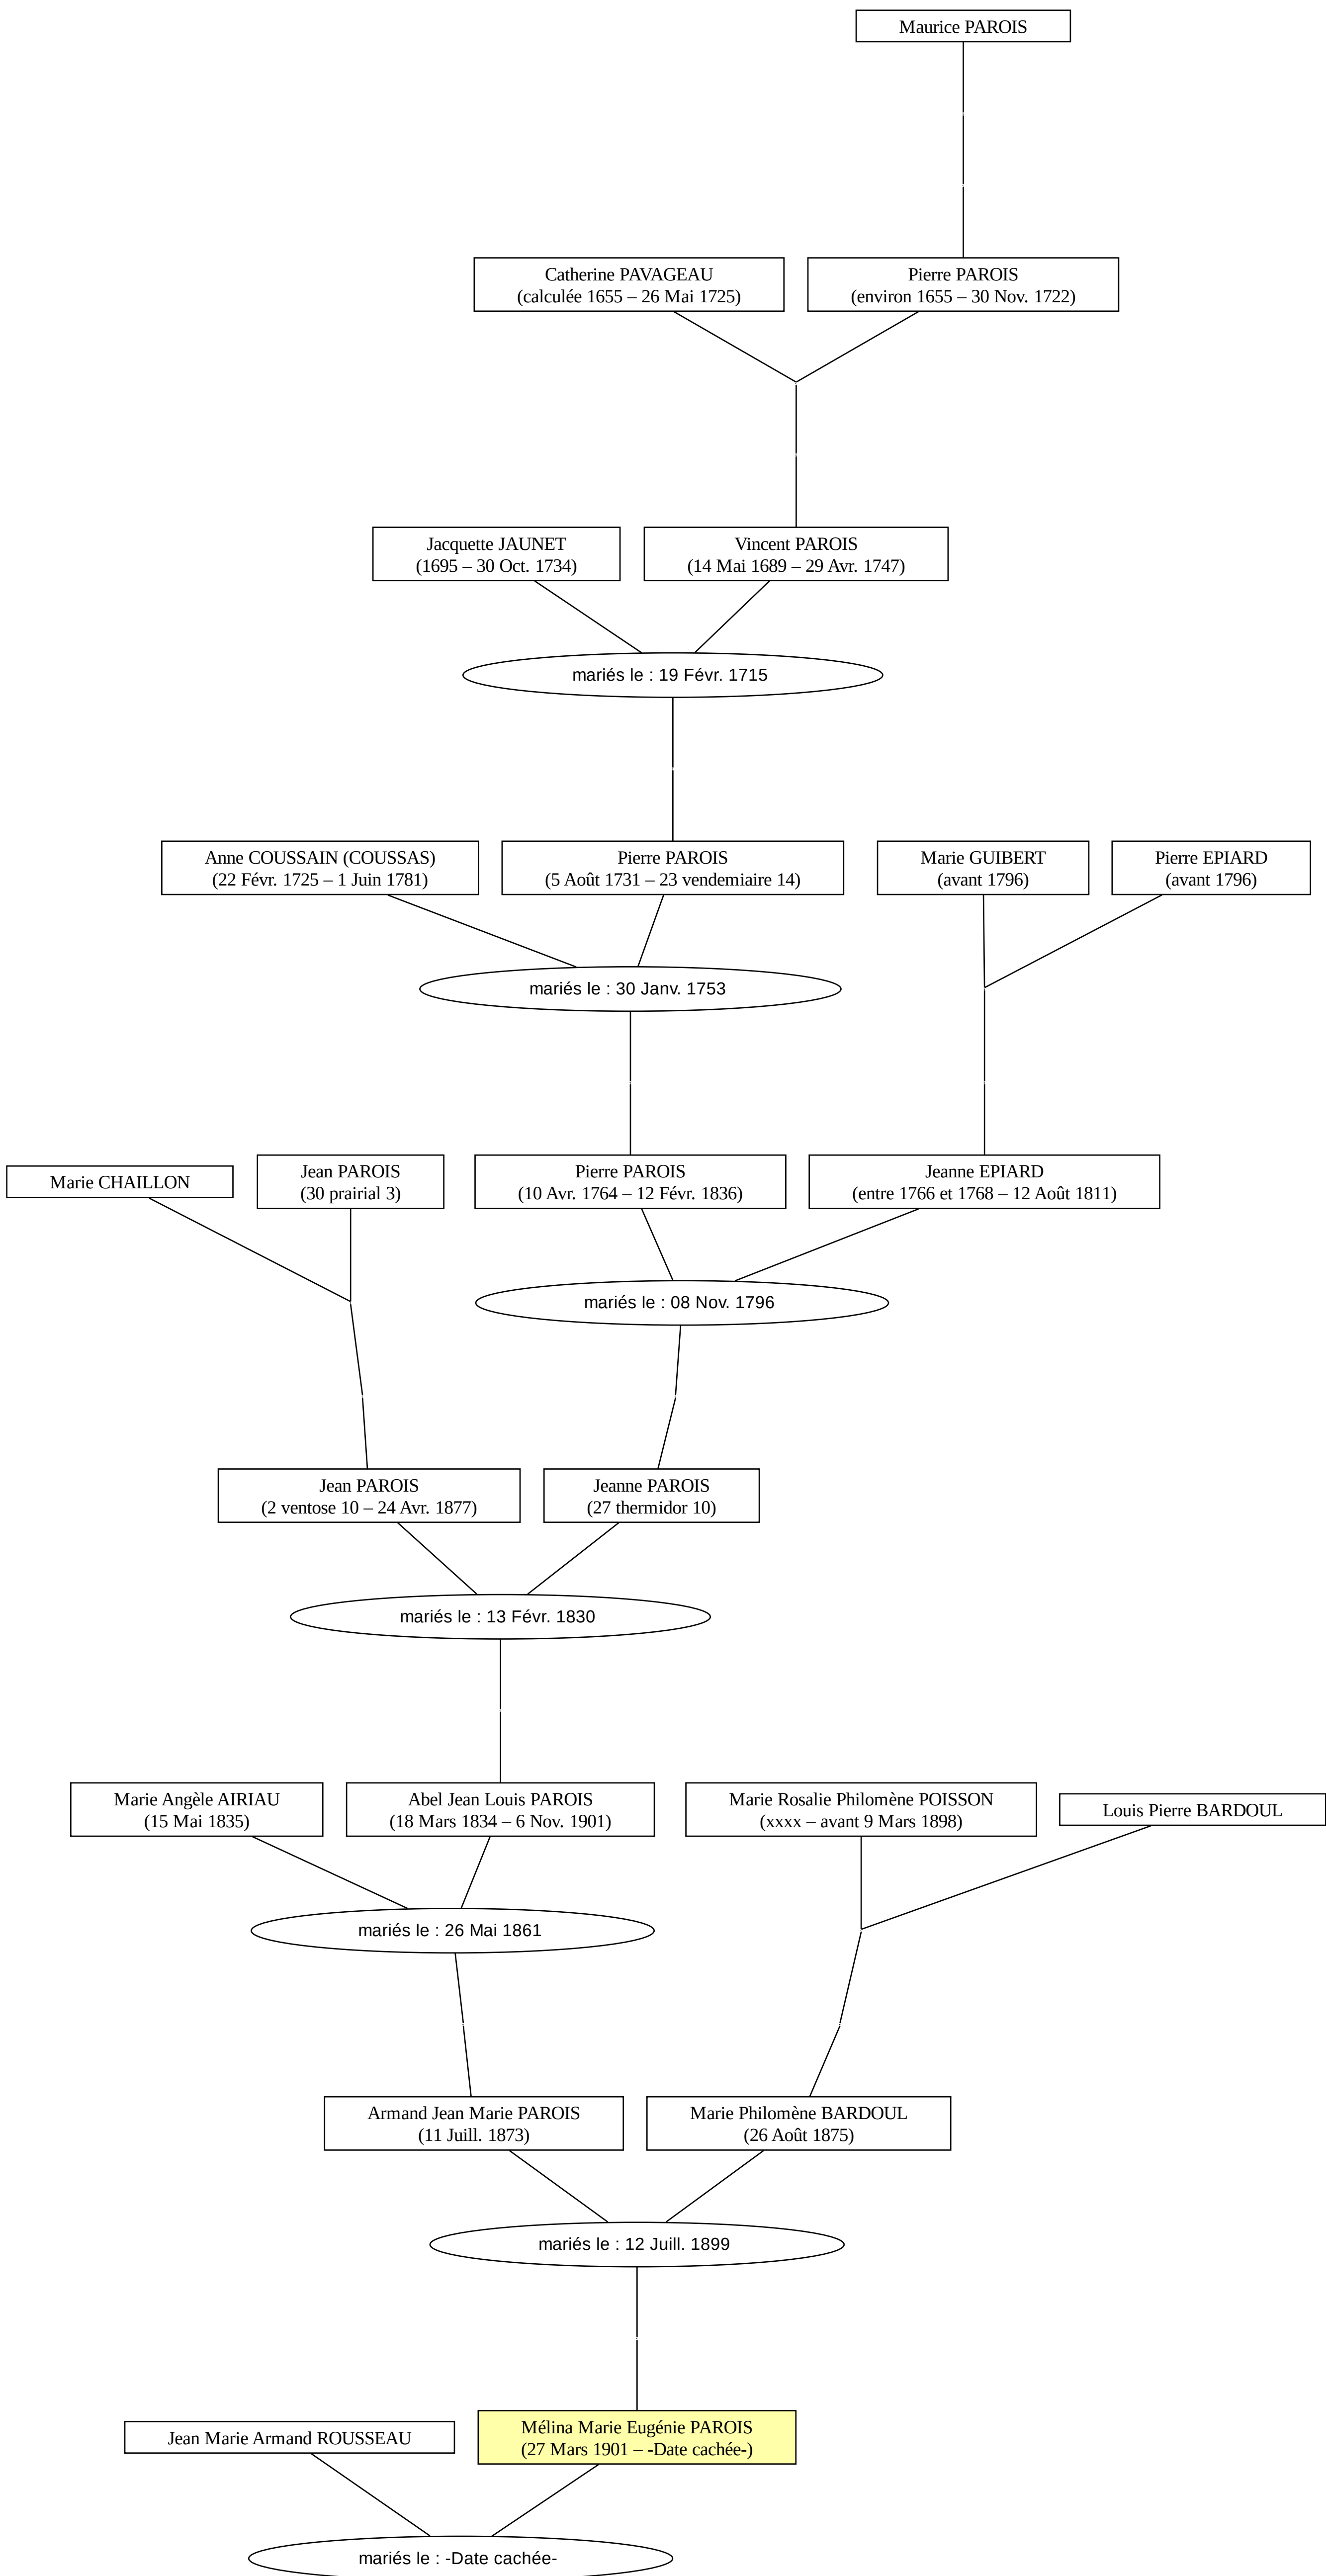 Maurice PAROIS
Catherine PAVAGEAU
(calculée 1655 – 26 Mai 1725)
Pierre PAROIS
(environ 1655 – 30 Nov. 1722)
Jacquette JAUNET
(1695 – 30 Oct. 1734)
Vincent PAROIS
(14 Mai 1689 – 29 Avr. 1747)
mariés le : 19 Févr. 1715
Anne COUSSAIN (COUSSAS)
(22 Févr. 1725 – 1 Juin 1781)
Pierre PAROIS
(5 Août 1731 – 23 vendemiaire 14)
Marie GUIBERT
(avant 1796)
Pierre EPIARD
(avant 1796)
mariés le : 30 Janv. 1753
Marie CHAILLON
Jean PAROIS
(30 prairial 3)
Pierre PAROIS
(10 Avr. 1764 – 12 Févr. 1836)
Jeanne EPIARD
(entre 1766 et 1768 – 12 Août 1811)
mariés le : 08 Nov. 1796
Jean PAROIS
(2 ventose 10 – 24 Avr. 1877)
Jeanne PAROIS
(27 thermidor 10)
mariés le : 13 Févr. 1830
Marie Angèle AIRIAU
(15 Mai 1835)
Abel Jean Louis PAROIS
(18 Mars 1834 – 6 Nov. 1901)
Marie Rosalie Philomène POISSON
(xxxx – avant 9 Mars 1898)
Louis Pierre BARDOUL
mariés le : 26 Mai 1861
Armand Jean Marie PAROIS
(11 Juill. 1873)
Marie Philomène BARDOUL
(26 Août 1875)
mariés le : 12 Juill. 1899
Jean Marie Armand ROUSSEAU
Mélina Marie Eugénie PAROIS
(27 Mars 1901 – -Date cachée-)
mariés le : -Date cachée-